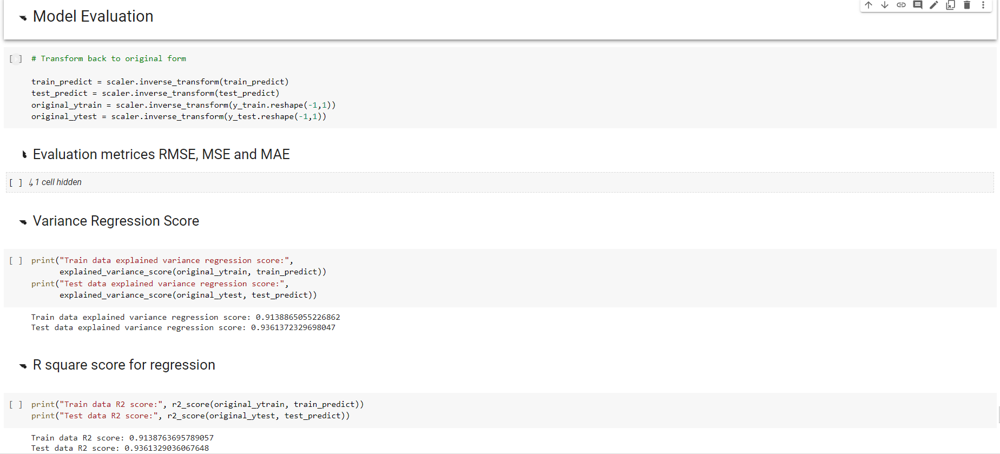 Model Evaluation
[ ] # Transform back to original form
train_predict = scaler.inverse_transform(train_predict)
test_predict = scaler.inverse_transform(test_predict)
original_ytrain = scaler.inverse_transform(y_train.reshape(-1,1))
original_ytest = scaler.inverse_transform(y_test.reshape(-1,1))
Evaluation metrices RMSE, MSE and MAE
[ ] ↳ 1 cell hidden
Variance Regression Score
[ ] print("Train data explained variance regression score:",
explained_variance_score(original_ytrain, train_predict))
print("Test data explained variance regression score:",
explained_variance_score(original_ytest, test_predict))
Train data explained variance regression score: 0.9138865055226862
Test data explained variance regression score: 0.9361372329698047
R square score for regression
[ ] print("Train data R2 score:", r2_score(original_ytrain, train_predict))
print("Test data R2 score:", r2_score(original_ytest, test_predict))
Train data R2 score: 0.9138763695789057
Test data R2 score: 0.9361329036067648